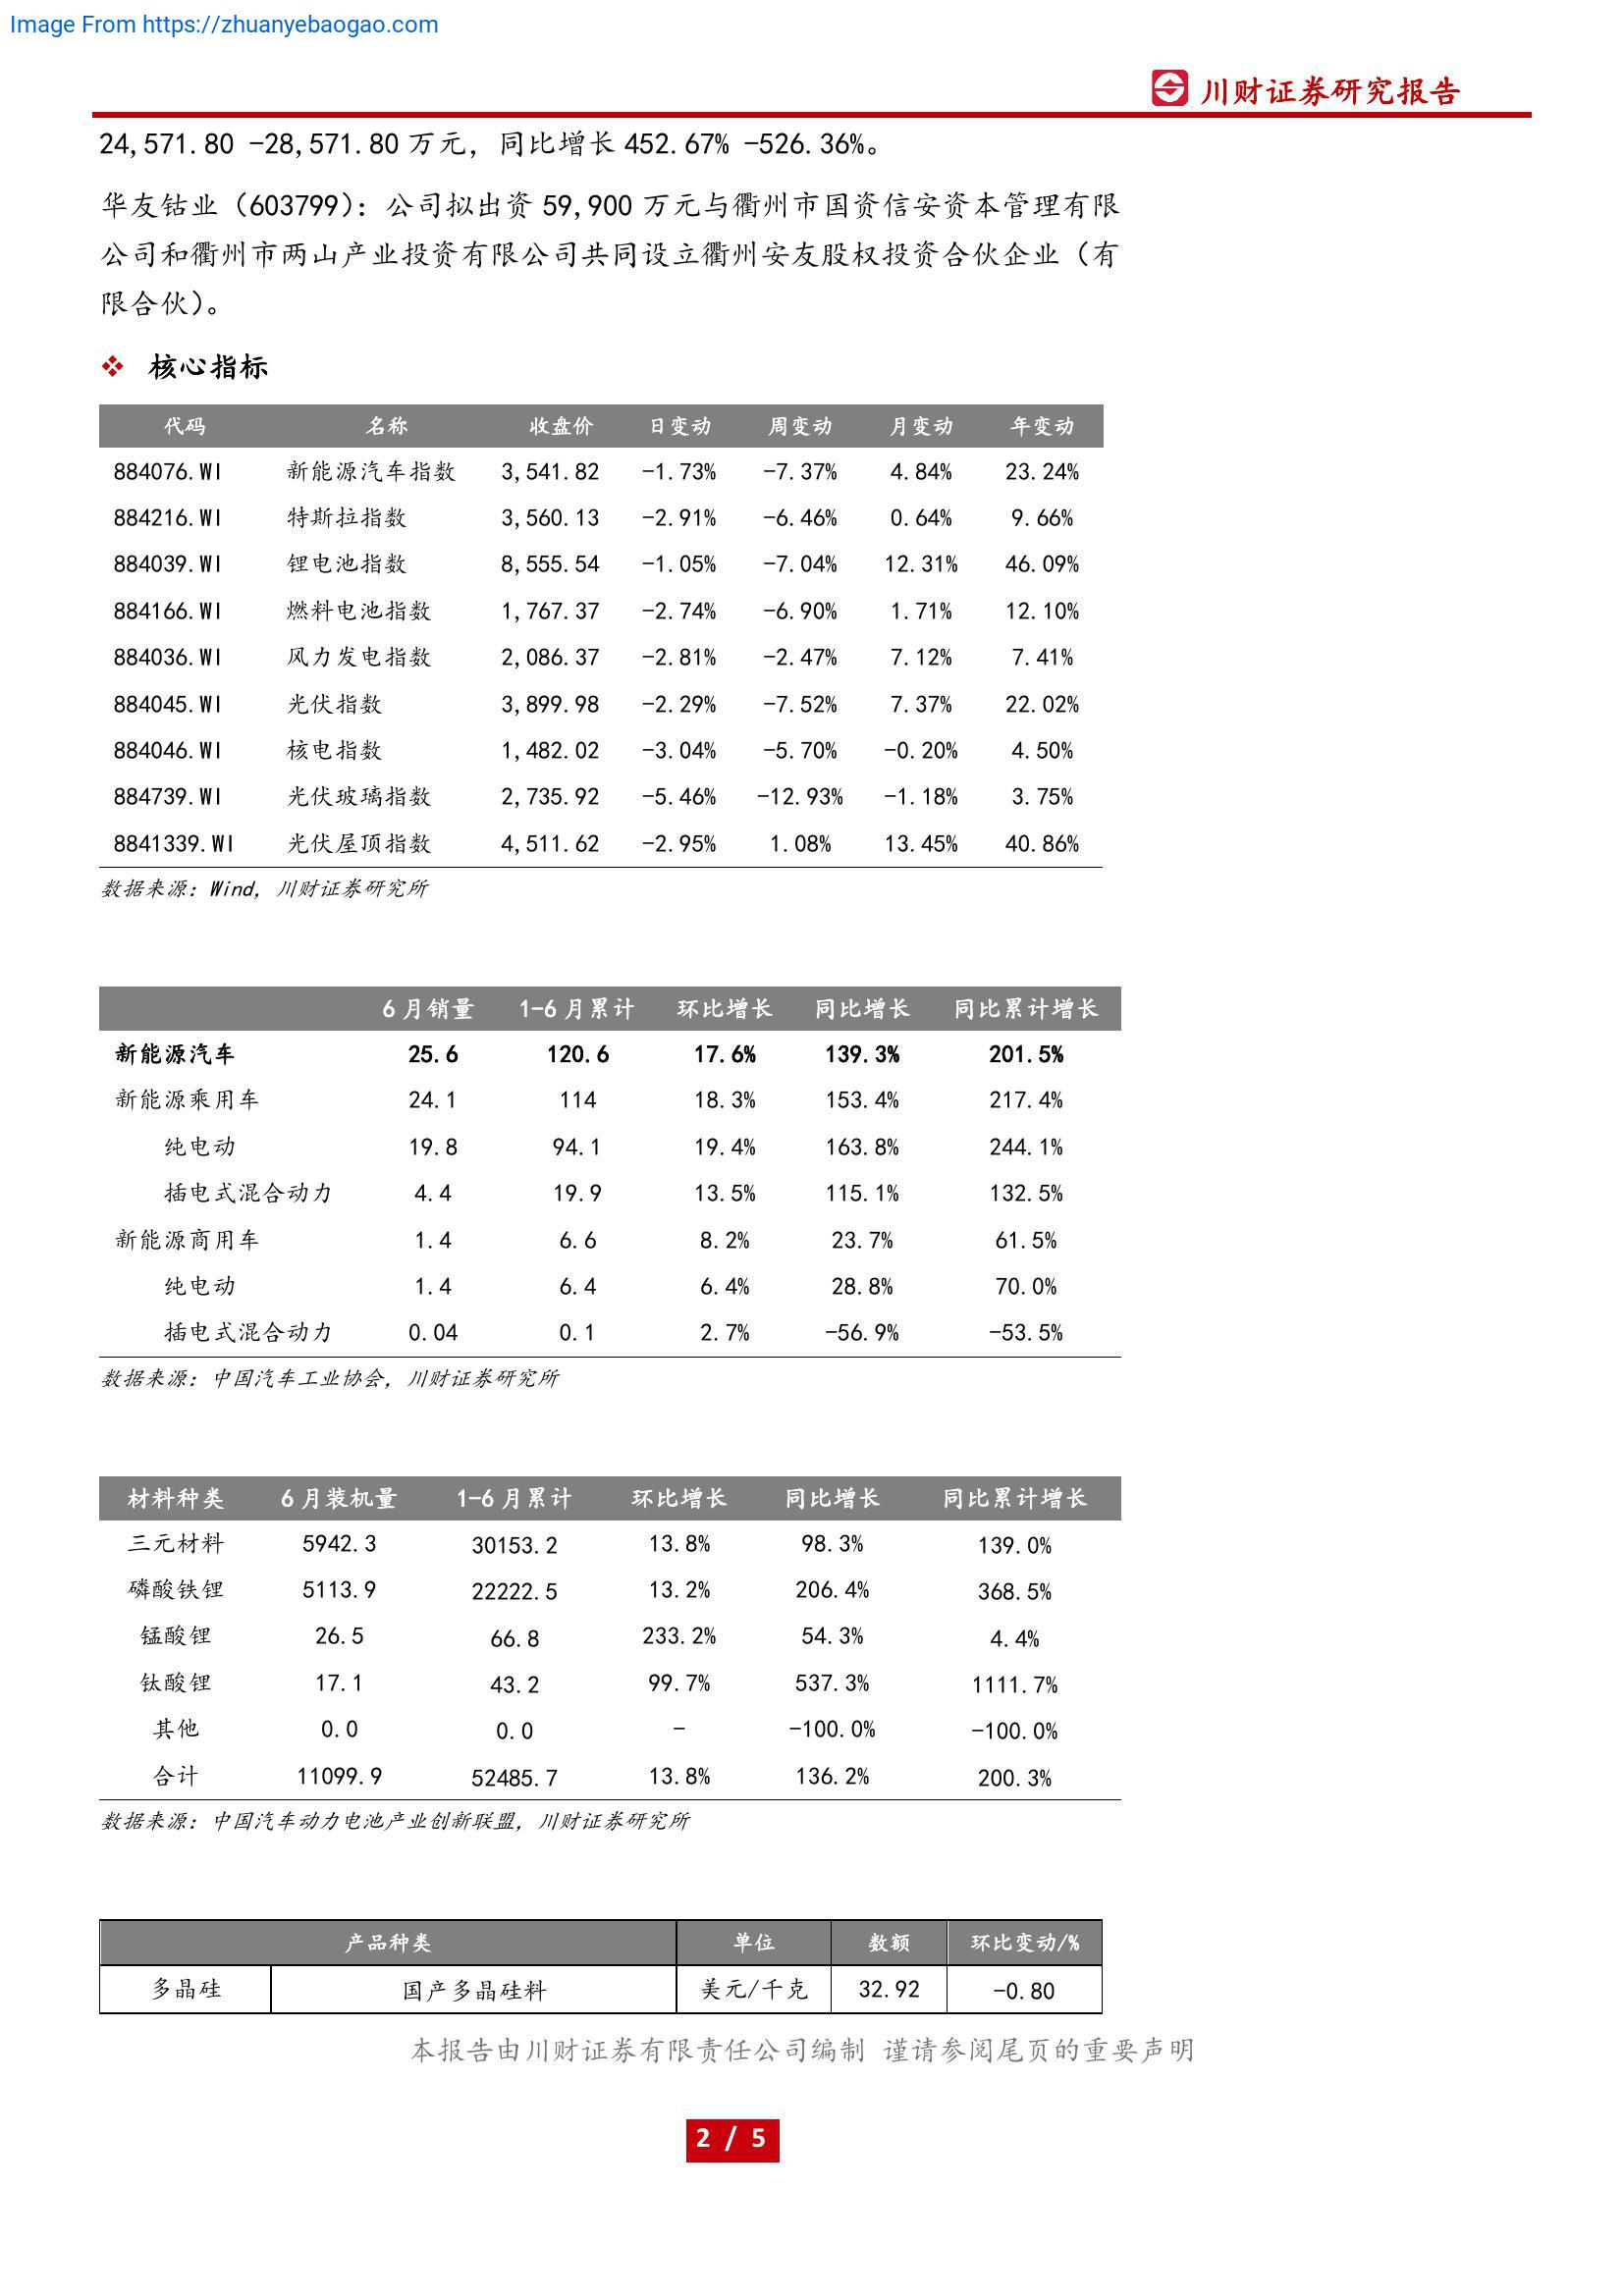 Image From https://zhuanyebaogao.com
川财证券研究报告
24,571.80 -28,571.80 万元，同比增长 452.67% -526.36%。
华友钴业（603799）：公司拟出资 59,900 万元与衢州市国资信安资本管理有限
公司和衢州市两山产业投资有限公司共同设立衢州安友股权投资合伙企业（有
限合伙）。
❖ 核心指标
代码 名称 收盘价 日变动 周变动 月变动 年变动
884076.WI 新能源汽车指数 3,541.82 -1.73% -7.37% 4.84% 23.24%
884216.WI 特斯拉指数 3,560.13 -2.91% -6.46% 0.64% 9.66%
884039.WI 锂电池指数 8,555.54 -1.05% -7.04% 12.31% 46.09%
884166.WI 燃料电池指数 1,767.37 -2.74% -6.90% 1.71% 12.10%
884036.WI 风力发电指数 2,086.37 -2.81% -2.47% 7.12% 7.41%
884045.WI 光伏指数 3,899.98 -2.29% -7.52% 7.37% 22.02%
884046.WI 核电指数 1,482.02 -3.04% -5.70% -0.20% 4.50%
884739.WI 光伏玻璃指数 2,735.92 -5.46% -12.93% -1.18% 3.75%
8841339.WI 光伏屋顶指数 4,511.62 -2.95% 1.08% 13.45% 40.86%
数据来源：Wind，川财证券研究所
6 月销量 1-6 月累计 环比增长 同比增长 同比累计增长
新能源汽车 25.6 120.6 17.6% 139.3% 201.5%
新能源乘用车 24.1 114 18.3% 153.4% 217.4%
纯电动 19.8 94.1 19.4% 163.8% 244.1%
插电式混合动力 4.4 19.9 13.5% 115.1% 132.5%
新能源商用车 1.4 6.6 8.2% 23.7% 61.5%
纯电动 1.4 6.4 6.4% 28.8% 70.0%
插电式混合动力 0.04 0.1 2.7% -56.9% -53.5%
数据来源：中国汽车工业协会，川财证券研究所
材料种类 6 月装机量 1-6 月累计 环比增长 同比增长 同比累计增长
三元材料 5942.3 30153.2 13.8% 98.3% 139.0%
磷酸铁锂 5113.9 22222.5 13.2% 206.4% 368.5%
锰酸锂 26.5 66.8 233.2% 54.3% 4.4%
钛酸锂 17.1 43.2 99.7% 537.3% 1111.7%
其他 0.0 0.0 - -100.0% -100.0%
合计 11099.9 52485.7 13.8% 136.2% 200.3%
数据来源：中国汽车动力电池产业创新联盟，川财证券研究所
产品种类 单位 数额 环比变动/%
多晶硅 国产多晶硅料 美元/千克 32.92 -0.80
本报告由川财证券有限责任公司编制 谨请参阅尾页的重要声明
2 / 5